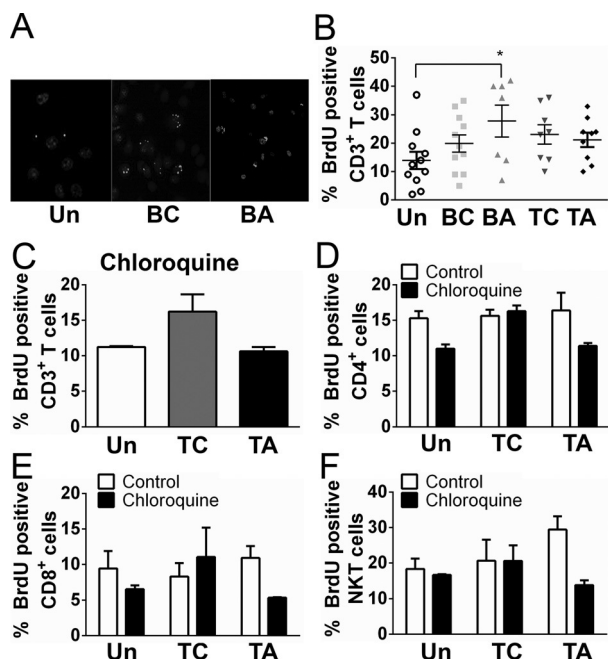 A
Un BC BA
B
% BrdU positive
CD3+ T cells
50
40
30
20
10
0
*
Un BC BA TC TA
C
Chloroquine
% BrdU positive
CD3+ T cells
20
15
10
5
0
Un TC TA
D
Control
Chloroquine
% BrdU positive
CD4+ cells
20
15
10
5
0
Un TC TA
E
Control
Chloroquine
% BrdU positive
CD8+ cells
20
15
10
5
0
Un TC TA
F
Control
Chloroquine
% BrdU positive
NKT cells
40
30
20
10
0
Un TC TA